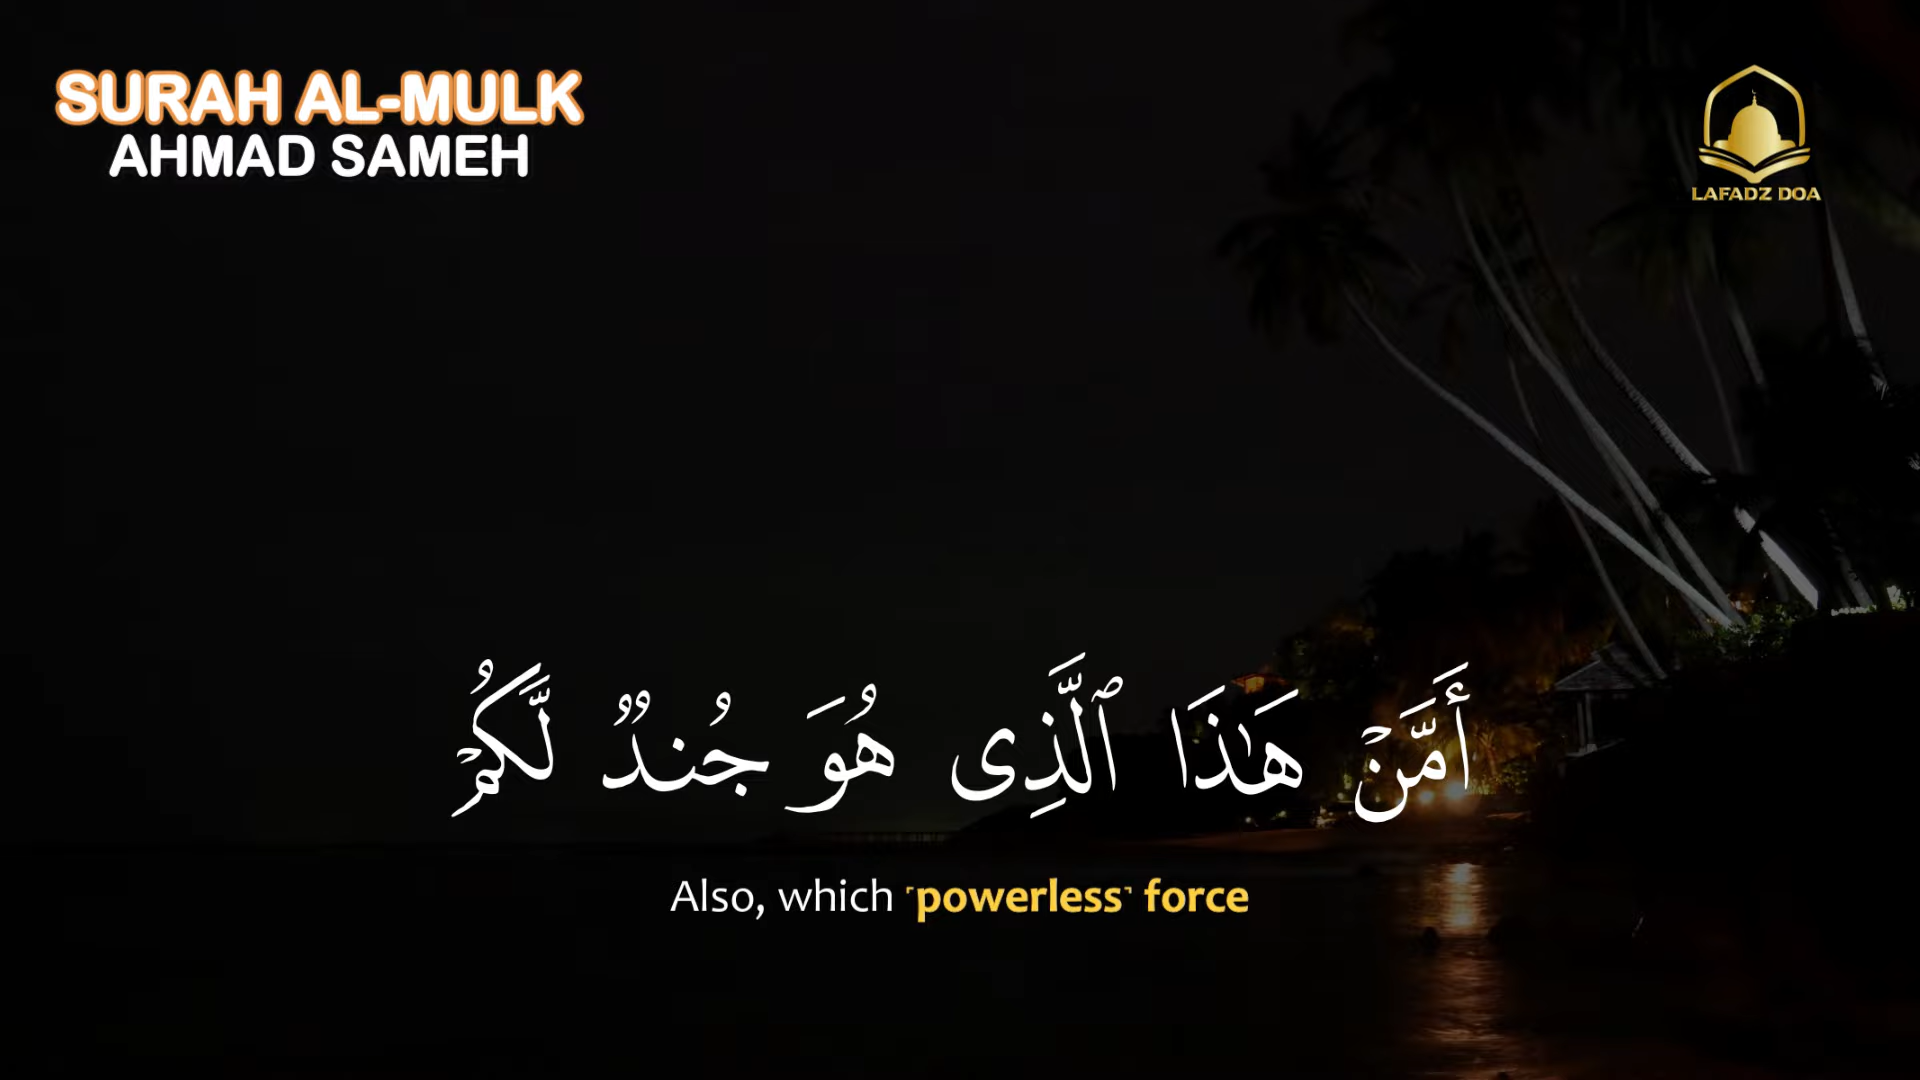 SURAH AL-MULK
AHMAD SAMEH
LAFADZ DOA
أَمَّنْ هَـٰذَا ٱلَّذِى هُوَ جُندٌ لَّكُمْ
Also, which ˹powerless˺ force